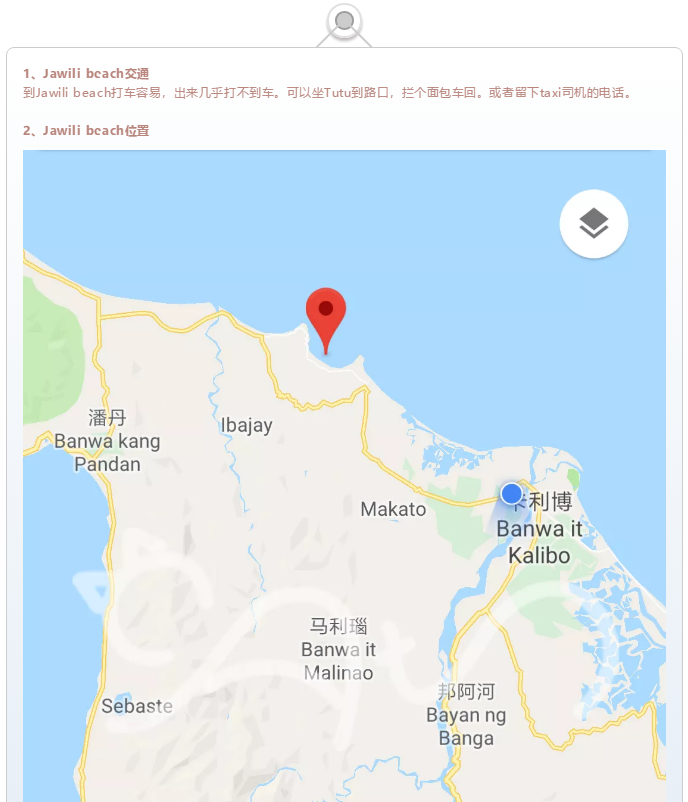 1、Jawili beach交通
到Jawili beach打车容易，出来几乎打不到车。可以坐Tutu到路口，拦个面包车回。或者留下taxi司机的电话。
2、Jawili beach位置
潘丹
Banwa kang
Pandan
Ibajay
Makato
卡利博
Banwa it
Kalibo
马利瑙
Banwa it
Malinao
邦阿河
Bayan ng
Banga
Sebaste